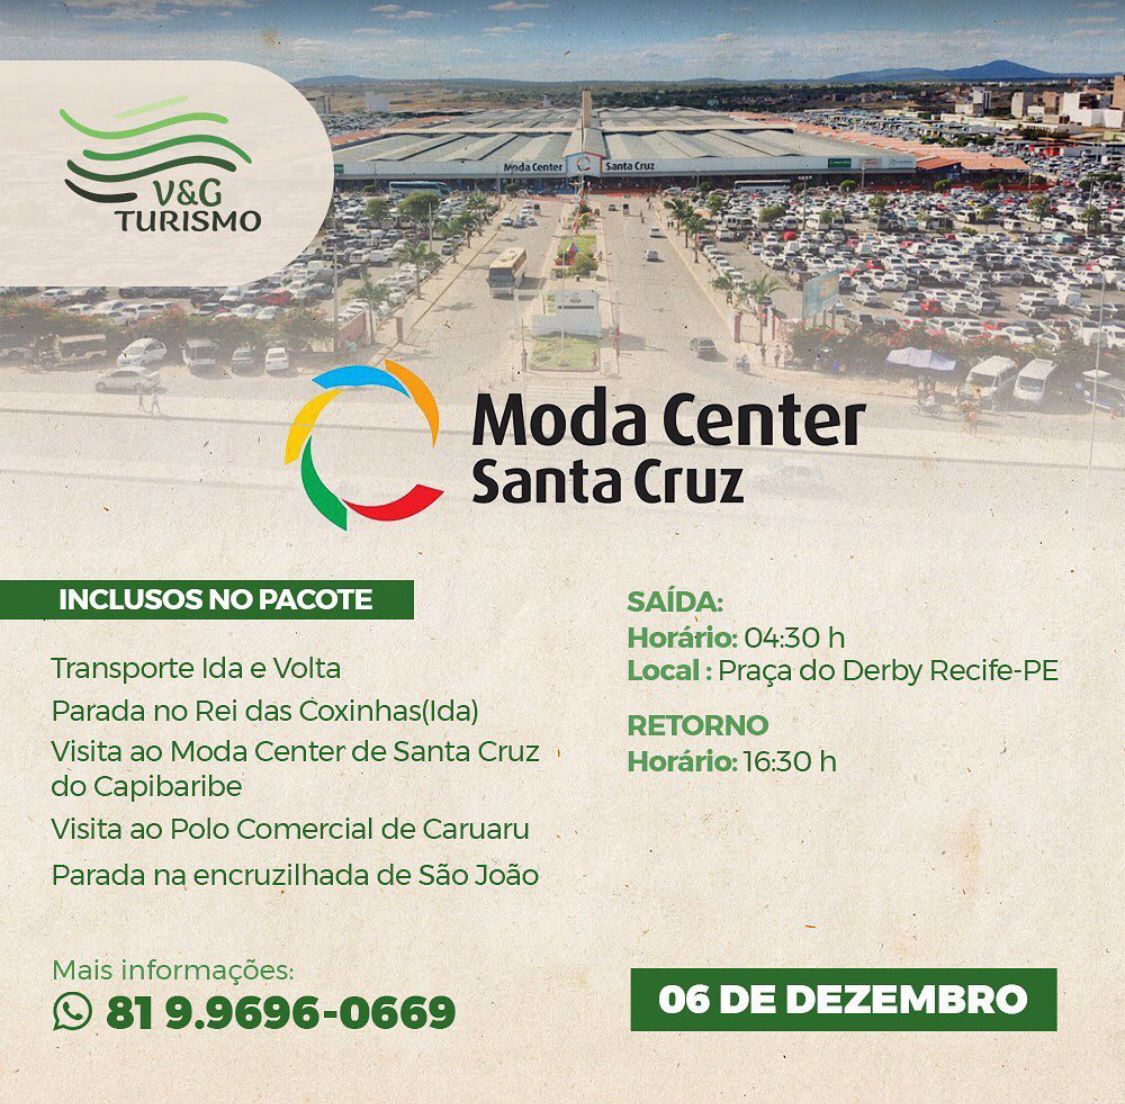 V&G
TURISMO
Moda Center
Santa Cruz
Moda Center
Santa Cruz
INCLUSOS NO PACOTE
Transporte Ida e Volta
Parada no Rei das Coxinhas(Ida)
Visita ao Moda Center de Santa Cruz
do Capibaribe
Visita ao Polo Comercial de Caruaru
Parada na encruzilhada de São João
SAÍDA:
Horário: 04:30 h
Local : Praça do Derby Recife-PE
RETORNO
Horário: 16:30 h
Mais informações:
81 9.9696-0669
06 DE DEZEMBRO